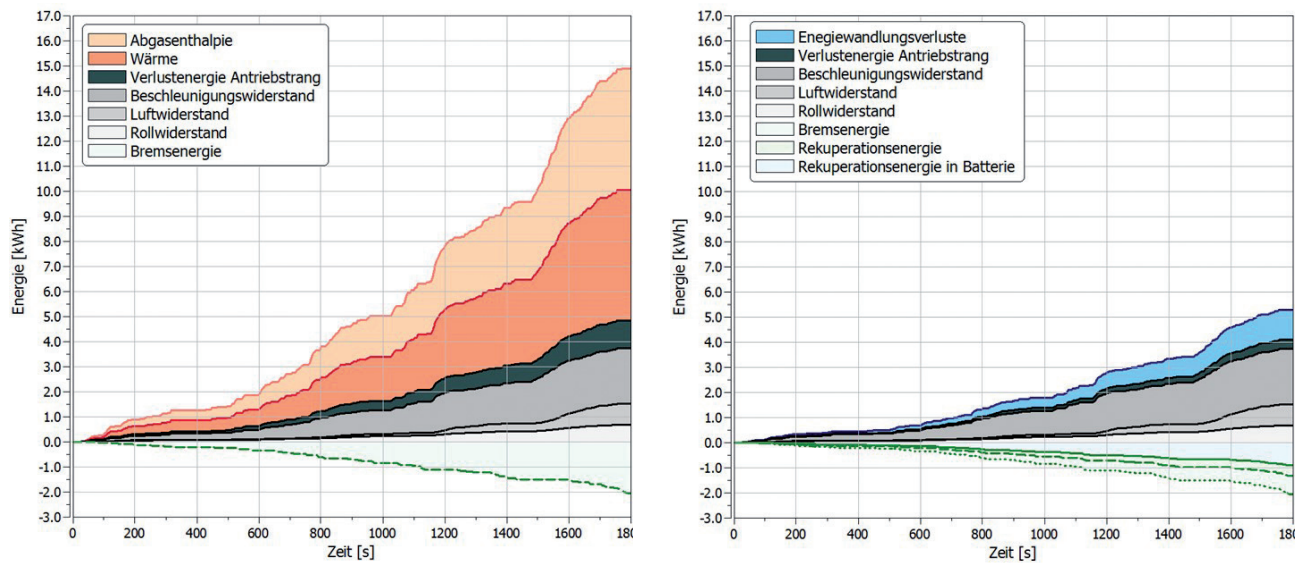 17.0
16.0
15.0
14.0
13.0
12.0
11.0
10.0
9.0
8.0
7.0
6.0
5.0
4.0
3.0
2.0
1.0
0.0
-1.0
-2.0
-3.0
Energie [kWh]
Abgasenthalpie
Wärme
Verlustenergie Antriebstrang
Beschleunigungswiderstand
Luftwiderstand
Rollwiderstand
Bremsenergie
0 200 400 600 800 1000 1200 1400 1600 180
Zeit [s]
17.0
16.0
15.0
14.0
13.0
12.0
11.0
10.0
9.0
8.0
7.0
6.0
5.0
4.0
3.0
2.0
1.0
0.0
-1.0
-2.0
-3.0
Energie [kWh]
Enegiewandlungsverluste
Verlustenergie Antriebstrang
Beschleunigungswiderstand
Luftwiderstand
Rollwiderstand
Bremsenergie
Rekuperationsenergie
Rekuperationsenergie in Batterie
0 200 400 600 800 1000 1200 1400 1600 180
Zeit [s]